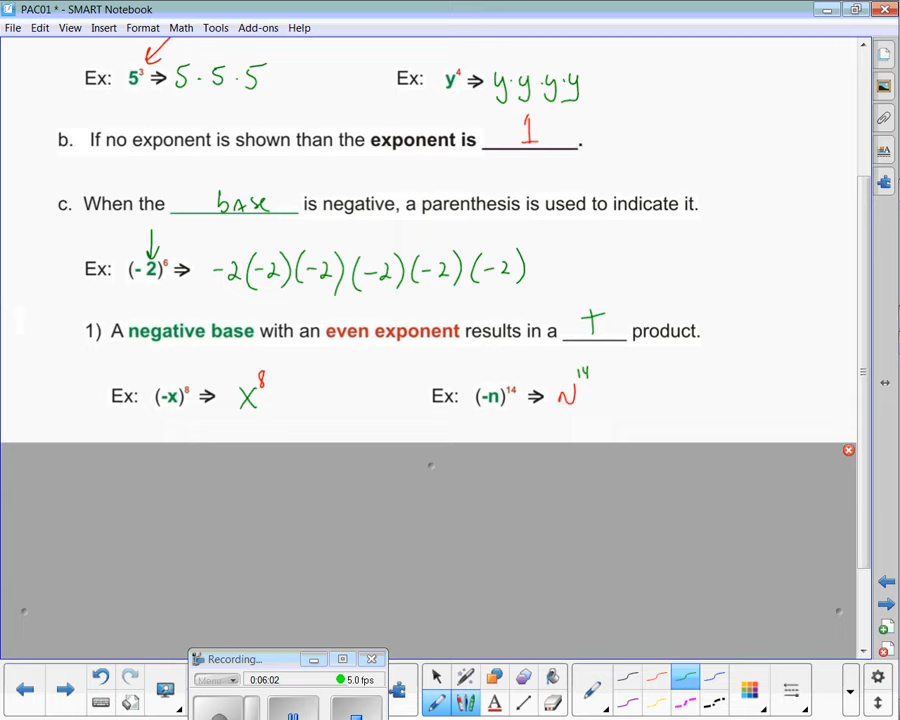 PAC01 * - SMART Notebook
File Edit View Insert Format Math Tools Add-ons Help
Ex: 5³ ⇒ 5 · 5 · 5 Ex: y⁴ ⇒ y·y·y·y
b. If no exponent is shown than the exponent is 1.
c. When the base is negative, a parenthesis is used to indicate it.
Ex: (-2)⁶ ⇒ -2(-2)(-2)(-2)(-2)(-2)
1) A negative base with an even exponent results in a + product.
Ex: (-x)⁸ ⇒ x⁸ Ex: (-n)¹⁴ ⇒ N¹⁴
Recording...
Menu 0:06:02 5.0 fps